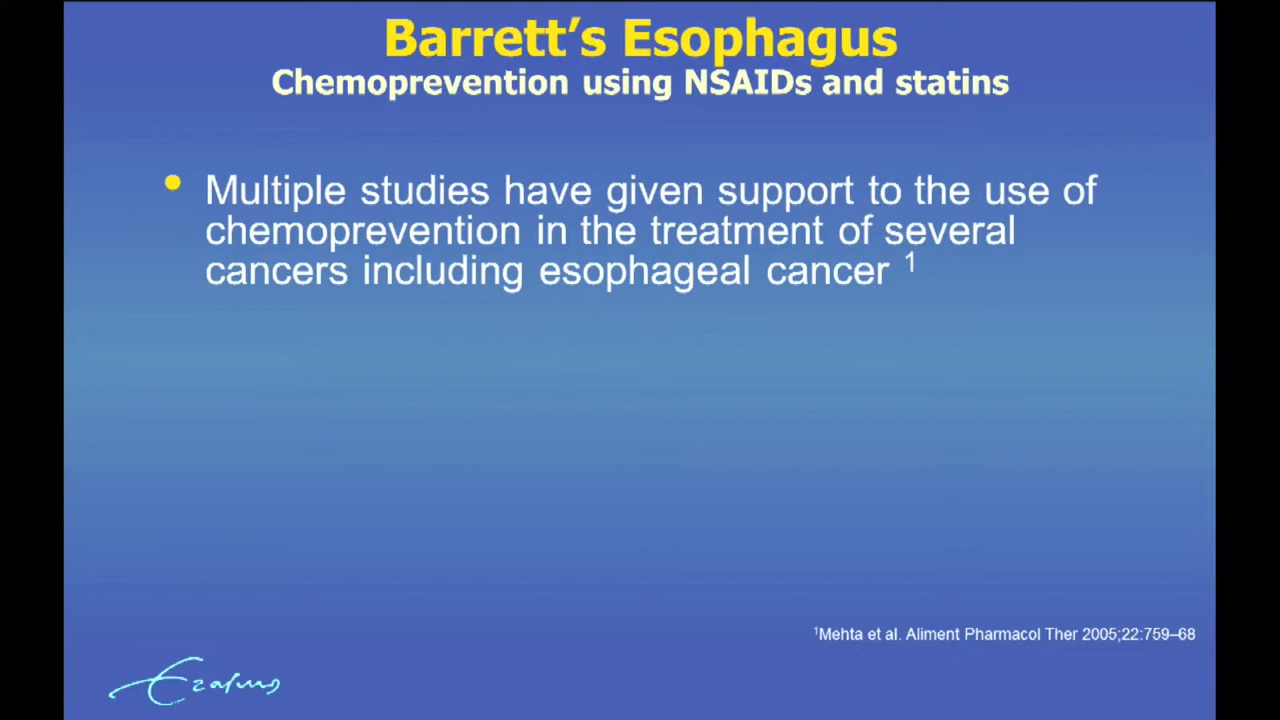 Barrett’s Esophagus
Chemoprevention using NSAIDs and statins
• Multiple studies have given support to the use of
chemoprevention in the treatment of several
cancers including esophageal cancer ¹
¹Mehta et al. Aliment Pharmacol Ther 2005;22:759–68
Erasmus